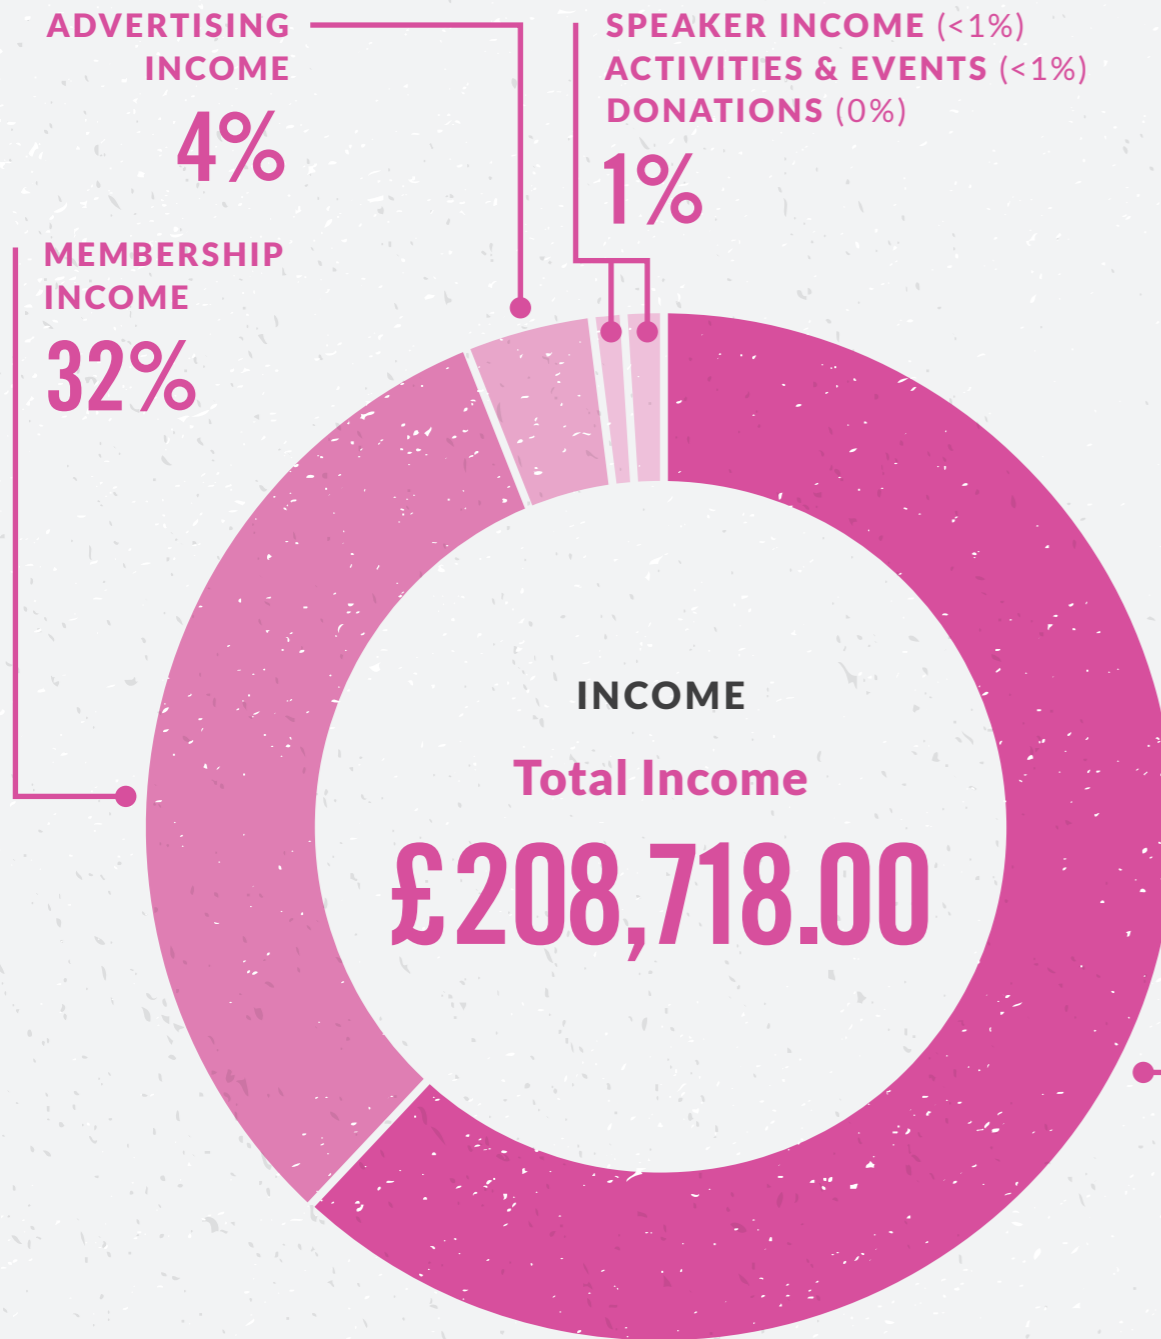 ADVERTISING
INCOME
4%
SPEAKER INCOME (<1%)
ACTIVITIES & EVENTS (<1%)
DONATIONS (0%)
1%
MEMBERSHIP
INCOME
32%
INCOME
Total Income
£208,718.00